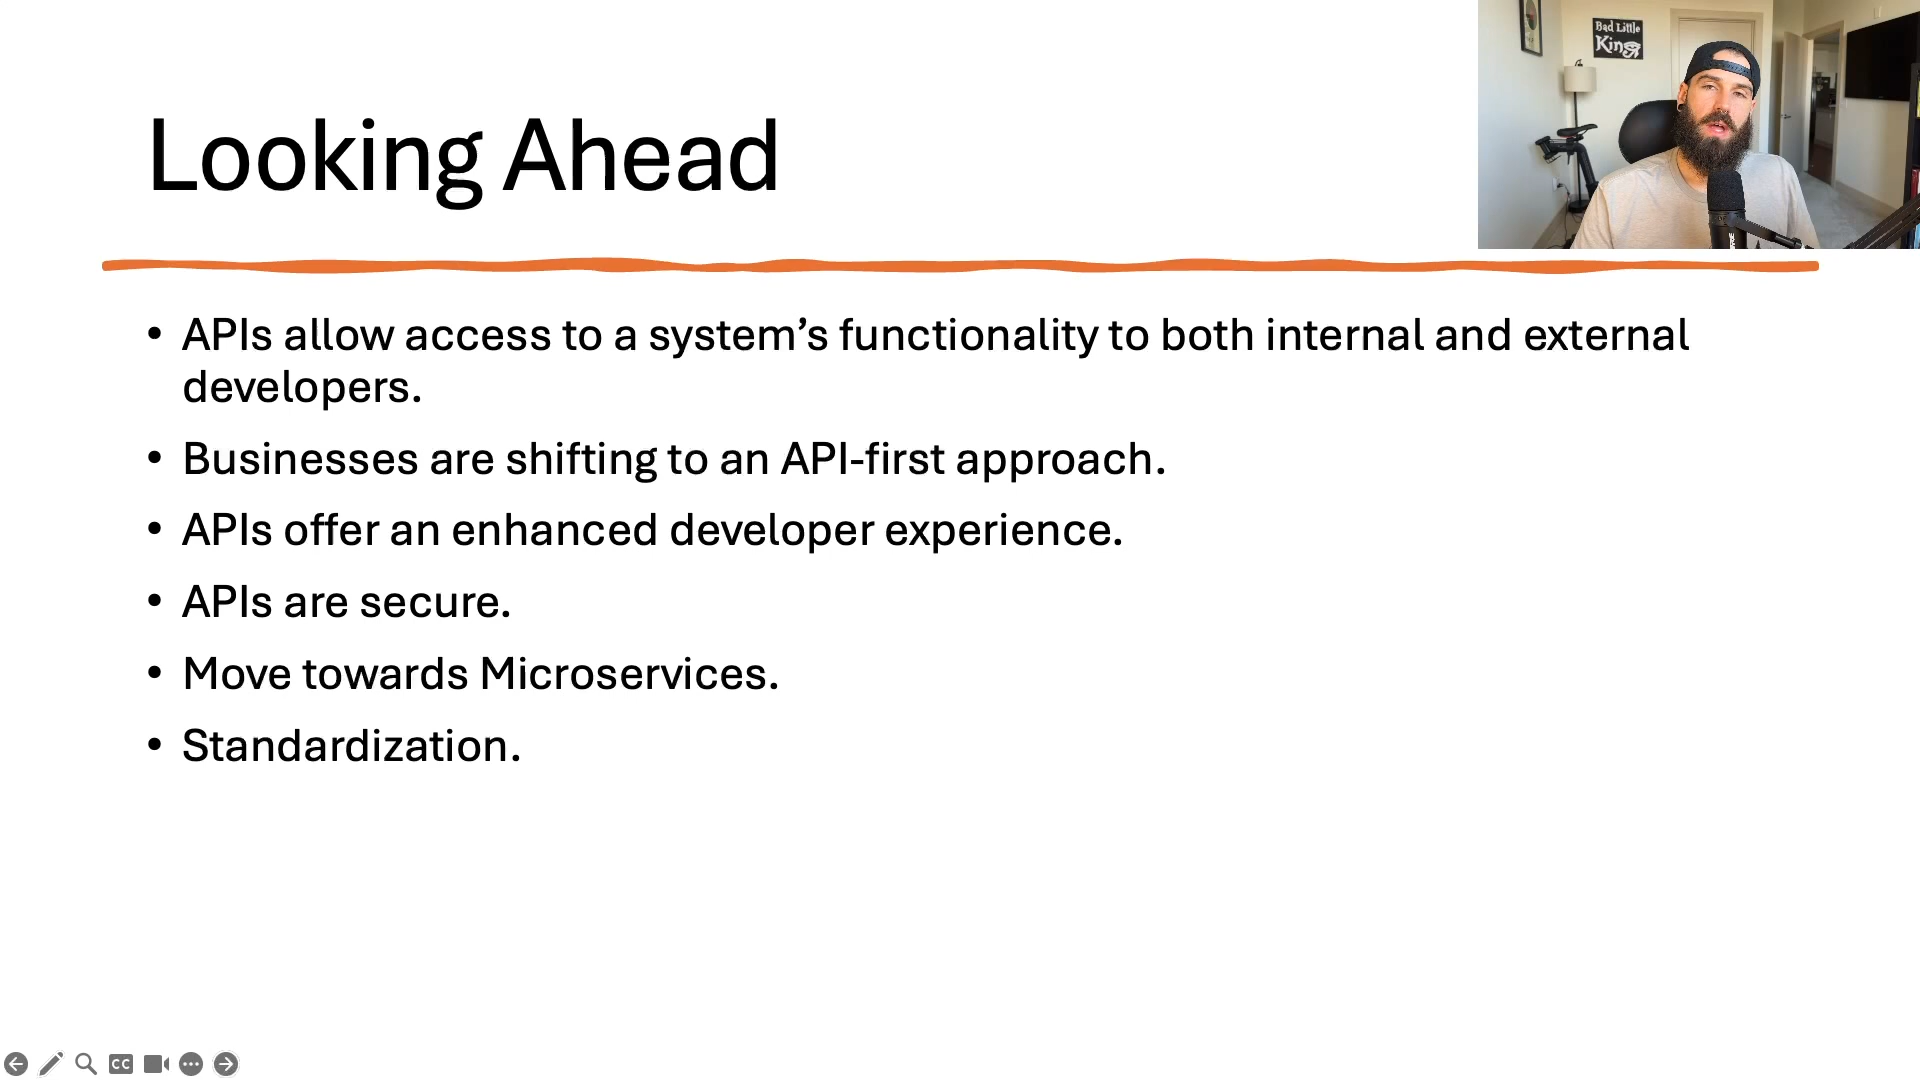 Bad Little
King
Looking Ahead
• APIs allow access to a system’s functionality to both internal and external
developers.
• Businesses are shifting to an API-first approach.
• APIs offer an enhanced developer experience.
• APIs are secure.
• Move towards Microservices.
• Standardization.
CC